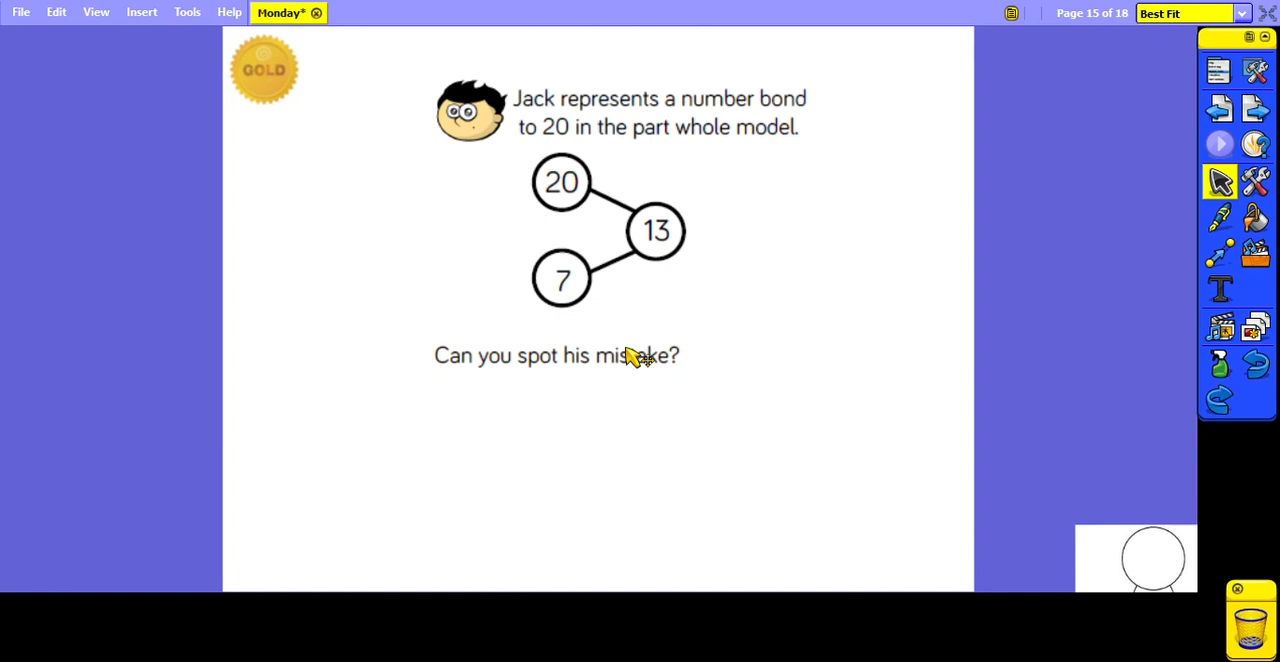 File Edit View Insert Tools Help Monday* Page 15 of 18 Best Fit
GOLD
Jack represents a number bond
to 20 in the part whole model.
20
13
7
Can you spot his mistake?
T